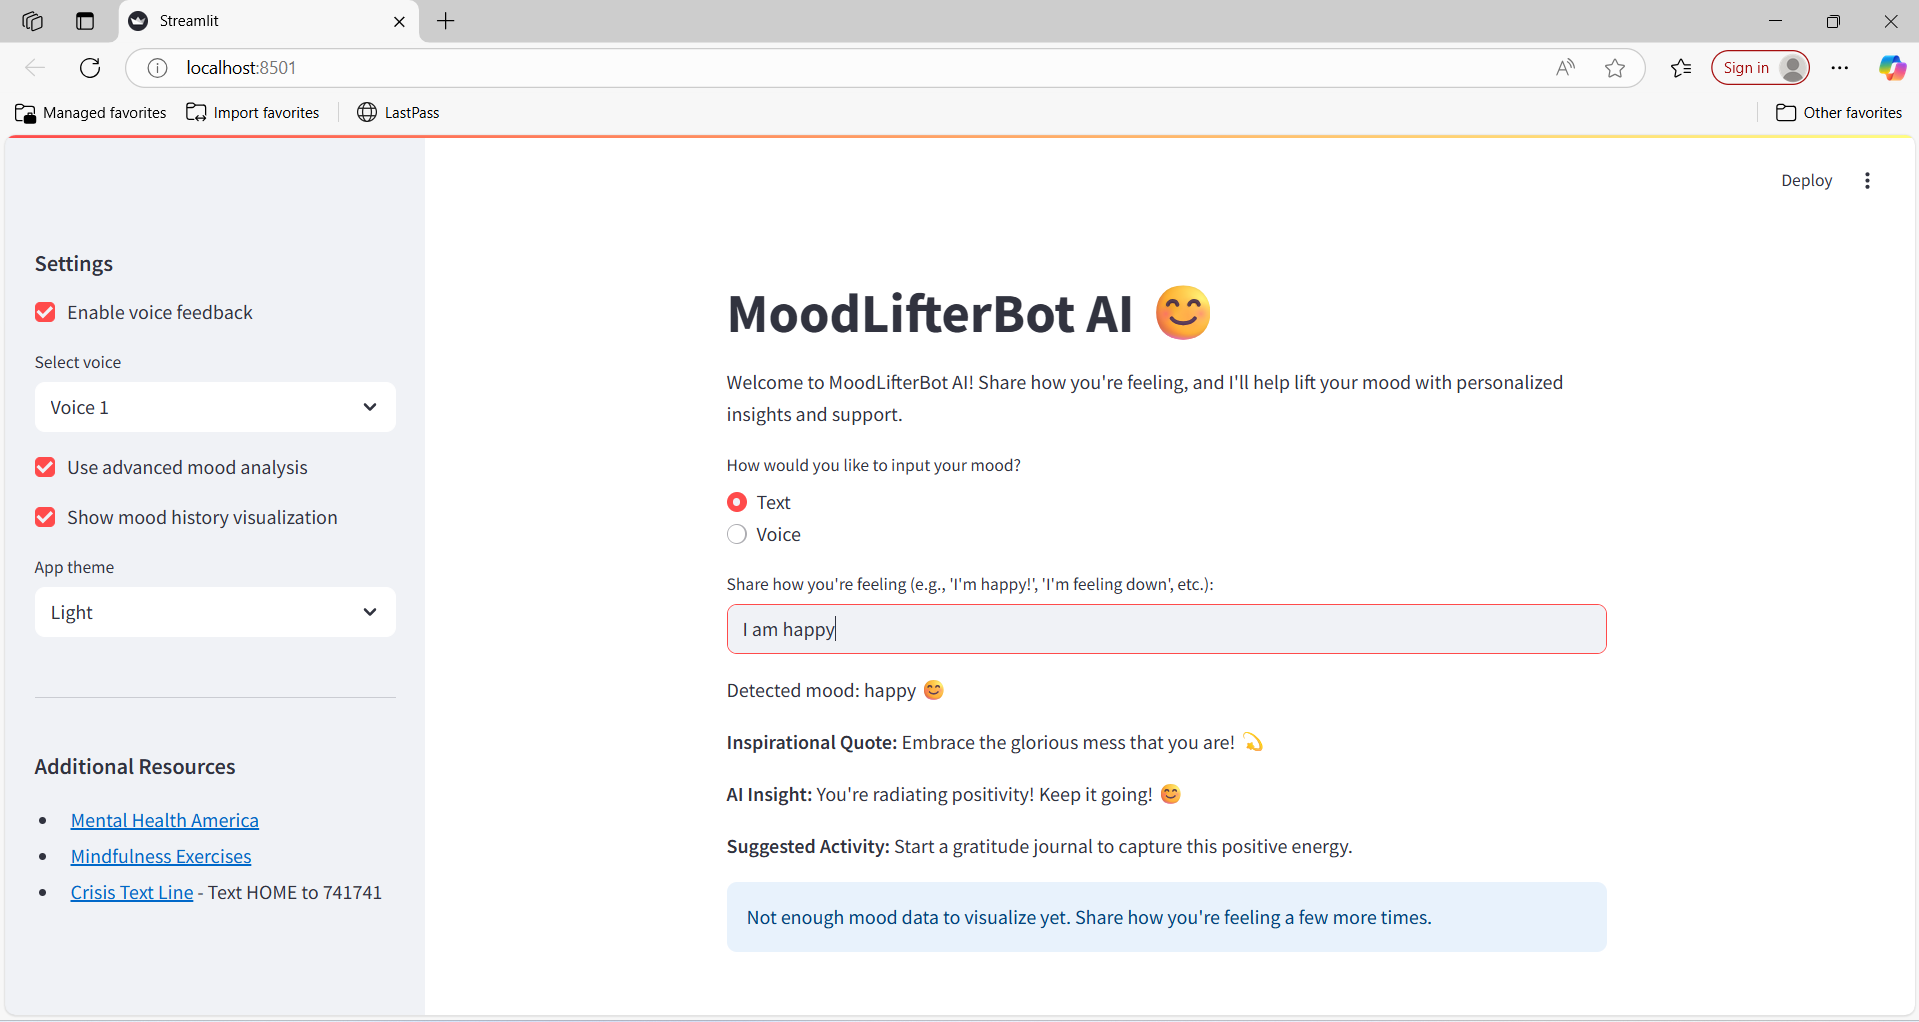 Streamlit
localhost:8501
Sign in
Managed favorites
Import favorites
LastPass
Other favorites
Deploy
Settings
Enable voice feedback
Select voice
Voice 1
Use advanced mood analysis
Show mood history visualization
App theme
Light
Additional Resources
Mental Health America
Mindfulness Exercises
Crisis Text Line - Text HOME to 741741
MoodLifterBot AI 😊
Welcome to MoodLifterBot AI! Share how you're feeling, and I'll help lift your mood with personalized
insights and support.
How would you like to input your mood?
Text
Voice
Share how you're feeling (e.g., 'I'm happy!', 'I'm feeling down', etc.):
I am happy
Detected mood: happy 😊
Inspirational Quote: Embrace the glorious mess that you are! 💫
AI Insight: You're radiating positivity! Keep it going! 😊
Suggested Activity: Start a gratitude journal to capture this positive energy.
Not enough mood data to visualize yet. Share how you're feeling a few more times.